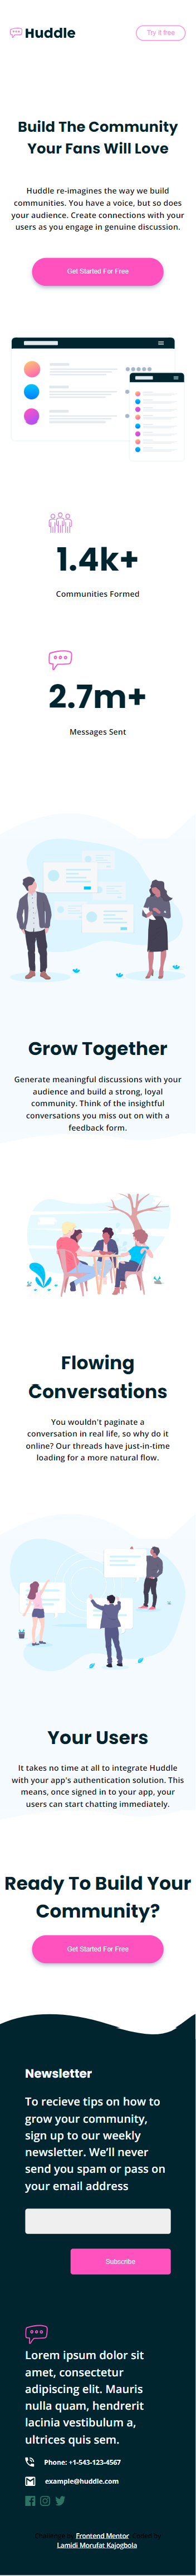 Huddle
Try it free
Build The Community
Your Fans Will Love
Huddle re-imagines the way we build
communities. You have a voice, but so does
your audience. Create connections with your
users as you engage in genuine discussion.
Get Started For Free
1.4k+
Communities Formed
2.7m+
Messages Sent
Grow Together
Generate meaningful discussions with your
audience and build a strong, loyal
community. Think of the insightful
conversations you miss out on with a
feedback form.
Flowing
Conversations
You wouldn't paginate a
conversation in real life, so why do it
online? Our threads have just-in-time
loading for a more natural flow.
Your Users
It takes no time at all to integrate Huddle
with your app's authentication solution. This
means, once signed in to your app, your
users can start chatting immediately.
Ready To Build Your
Community?
Get Started For Free
Newsletter
To recieve tips on how to
grow your community,
sign up to our weekly
newsletter. We'll never
send you spam or pass on
your email address
Subscribe
Lorem ipsum dolor sit
amet, consectetur
adipiscing elit. Mauris
nulla quam, hendrerit
lacinia vestibulum a,
ultrices quis sem.
Phone: +1-543-123-4567
example@huddle.com
Challenge by Frontend Mentor. Coded by
Lamidi Morufat Kajogbola